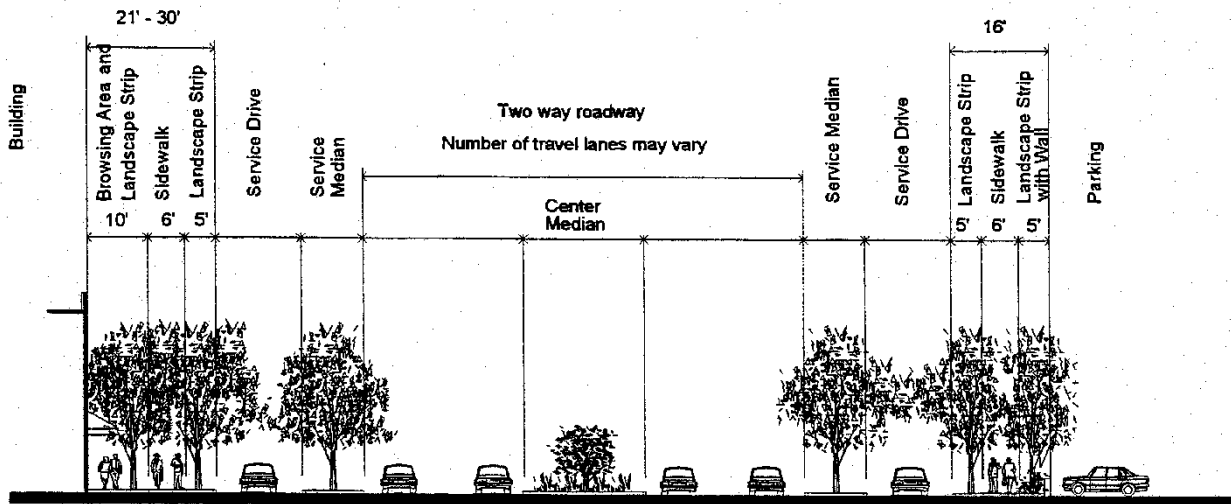 21' - 30'
16'
Building
Browsing Area and
Landscape Strip
Sidewalk
Landscape Strip
Service Drive
Service
Median
Two way roadway
Number of travel lanes may vary
Service Median
Service Drive
Landscape Strip
Sidewalk
Landscape Strip
with Wall
Parking
10'
6'
5'
Center
Median
5'
6'
5'